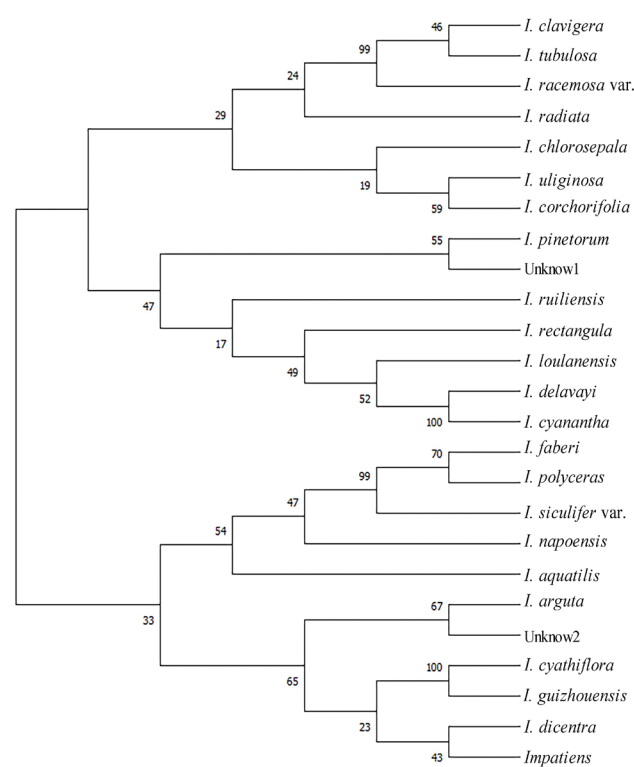 46
I. clavigera
99
I. tubulosa
24
I. racemosa var.
29
I. radiata
I. chlorosepala
19
I. uliginosa
59
I. corchorifolia
55
I. pinetorum
Unknow1
47
I. ruiliensis
17
I. rectangula
49
I. loulanensis
52
I. delavayi
100
I. cyanantha
70
I. faberi
99
I. polyceras
47
I. siculifer var.
54
I. napoensis
I. aquatilis
33
67
I. arguta
Unknow2
65
100
I. cyathiflora
I. guizhouensis
23
I. dicentra
43
Impatiens